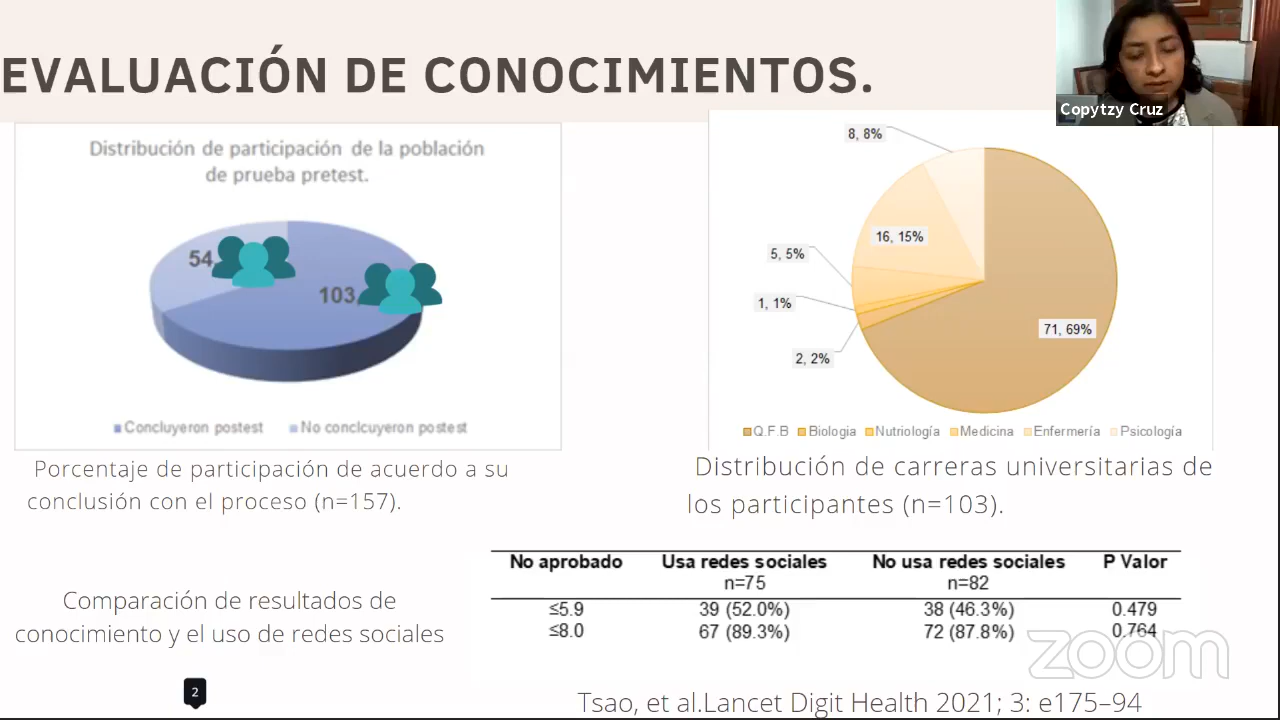 EVALUACIÓN DE CONOCIMIENTOS.
Copytzy Cruz
Distribución de participación de la población
de prueba pretest.
54
103
Concluyeron postest
No conclcuyeron postest
Porcentaje de participación de acuerdo a su
conclusión con el proceso (n=157).
8, 8%
16, 15%
5, 5%
1, 1%
2, 2%
71, 69%
Q.F.B Biologia Nutriología Medicina Enfermería Psicología
Distribución de carreras universitarias de
los participantes (n=103).
Comparación de resultados de
conocimiento y el uso de redes sociales
No aprobado Usa redes sociales No usa redes sociales P Valor
n=75 n=82
≤5.9 39 (52.0%) 38 (46.3%) 0.479
≤8.0 67 (89.3%) 72 (87.8%) 0.764
zoom
2
Tsao, et al.Lancet Digit Health 2021; 3: e175–94